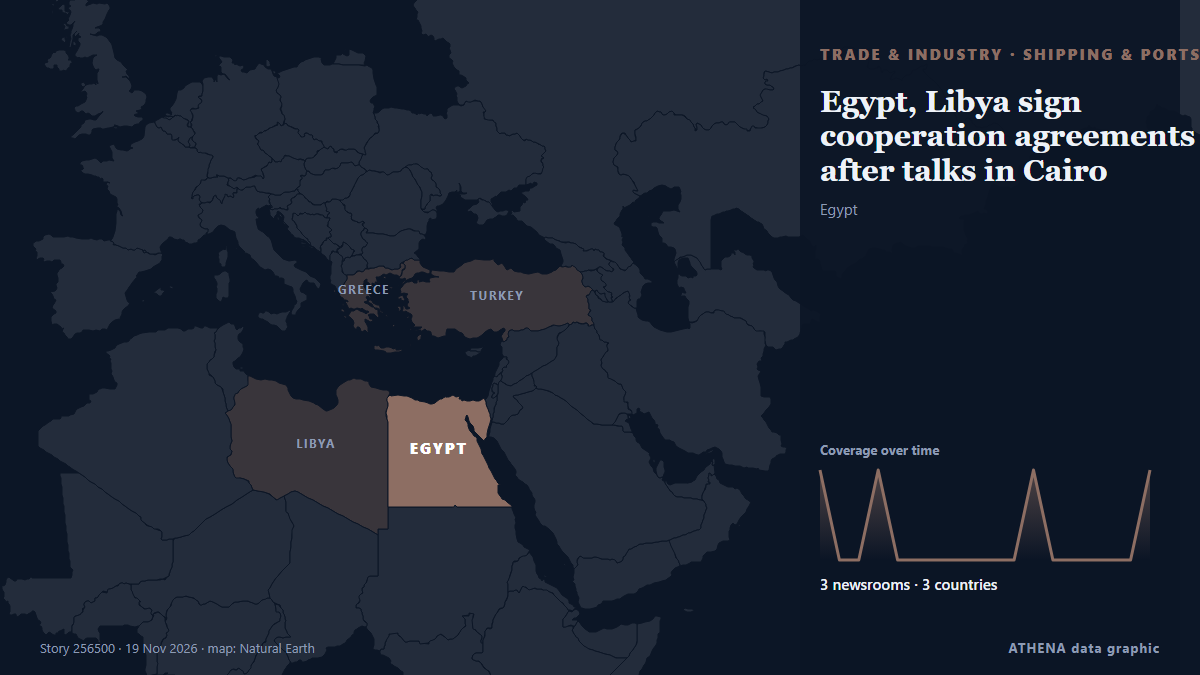 TRADE & INDUSTRY · SHIPPING & PORTS
Egypt, Libya sign
cooperation agreements
after talks in Cairo
Egypt
GREECE
TURKEY
LIBYA
EGYPT
Coverage over time
3 newsrooms · 3 countries
Story 256500 · 19 Nov 2026 · map: Natural Earth
ATHENA data graphic